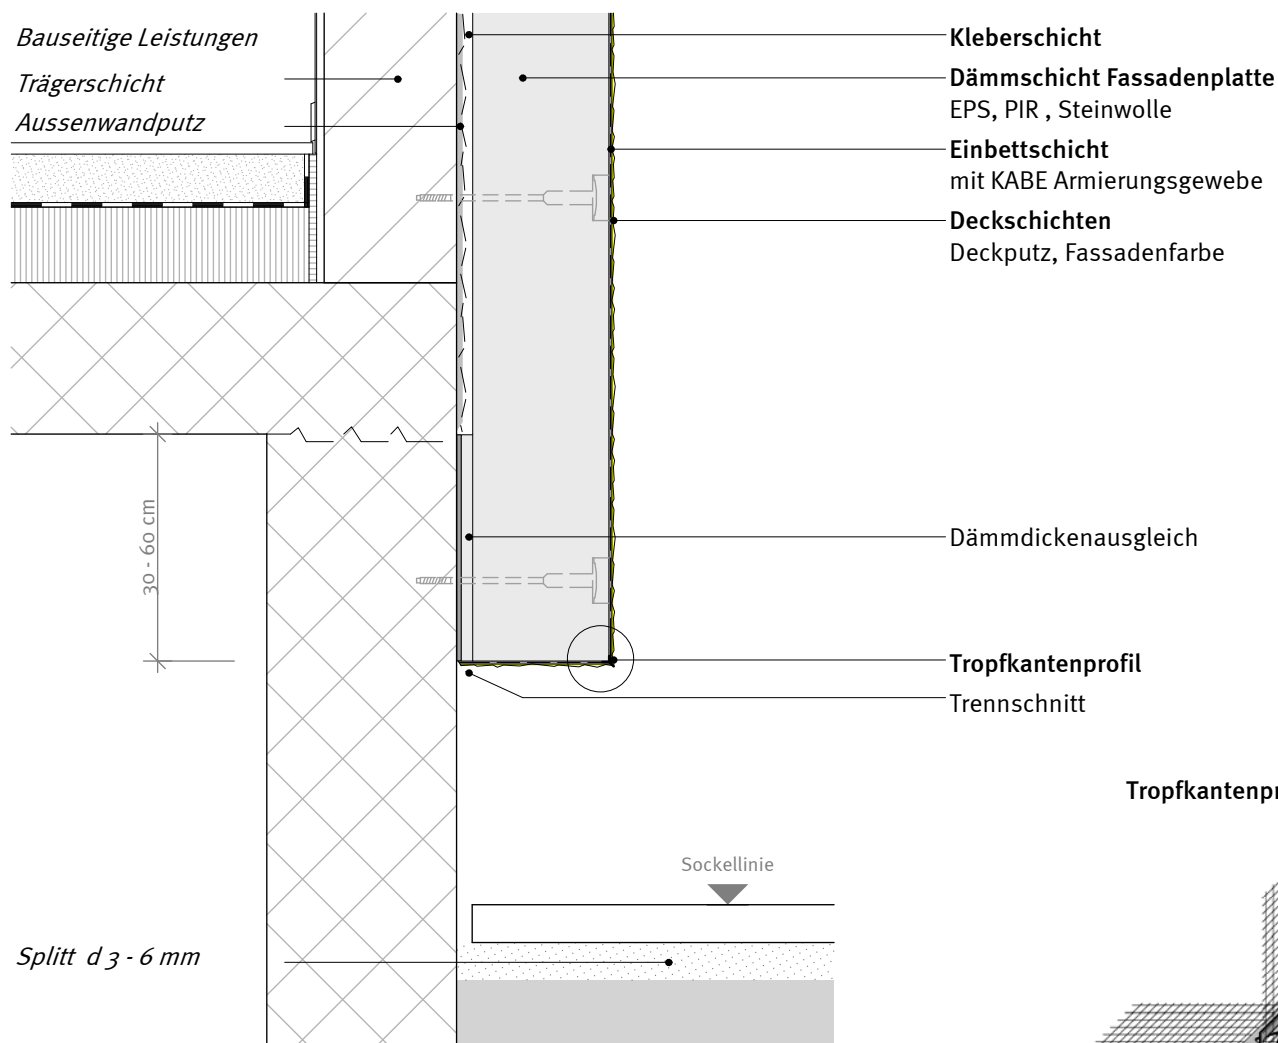 Bauseitige Leistungen
Trägerschicht
Aussenwandputz
Kleberschicht
Dämmschicht Fassadenplatte
EPS, PIR , Steinwolle
Einbettschicht
mit KABE Armierungsgewebe
Deckschichten
Deckputz, Fassadenfarbe
30 - 60 cm
Dämmdickenausgleich
Tropfkantenprofil
Trennschnitt
Sockellinie
Splitt d 3 - 6 mm